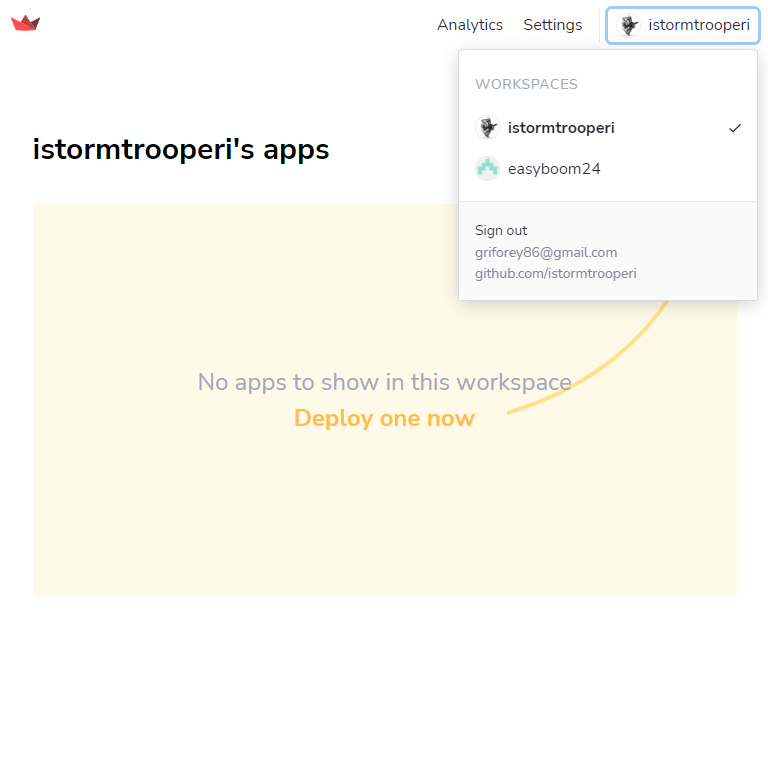 Analytics Settings istormtrooperi
WORKSPACES
istormtrooperi
easyboom24
Sign out
griforey86@gmail.com
github.com/istormtrooperi
istormtrooperi's apps
No apps to show in this workspace
Deploy one now